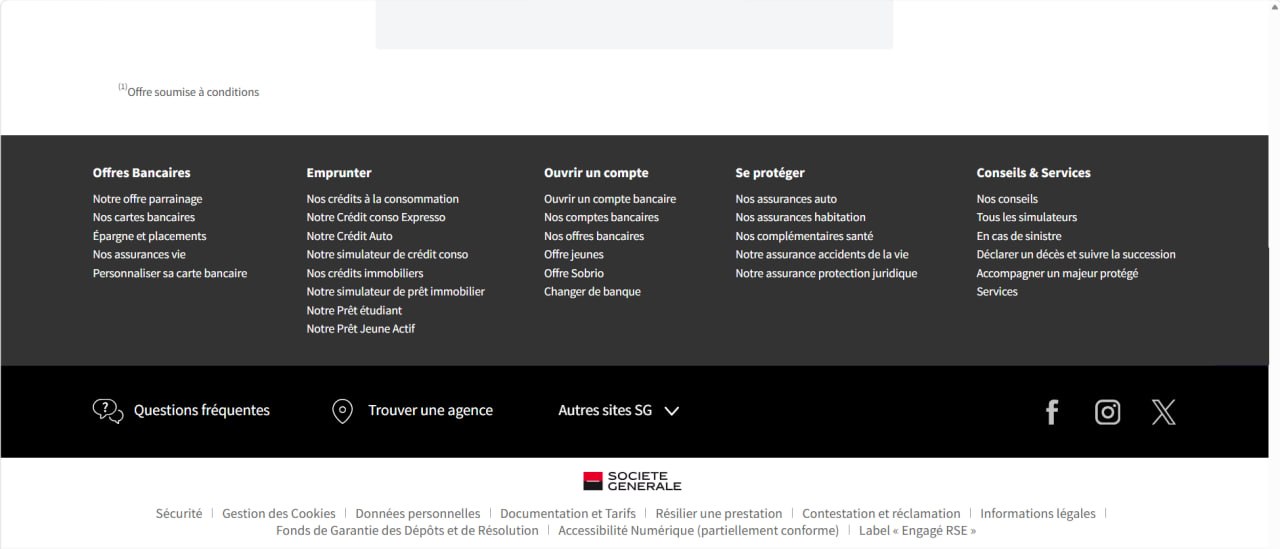 (1)Offre soumise à conditions
Offres Bancaires
Notre offre parrainage
Nos cartes bancaires
Épargne et placements
Nos assurances vie
Personnaliser sa carte bancaire
Emprunter
Nos crédits à la consommation
Notre Crédit conso Expresso
Notre Crédit Auto
Notre simulateur de crédit conso
Nos crédits immobiliers
Notre simulateur de prêt immobilier
Notre Prêt étudiant
Notre Prêt Jeune Actif
Ouvrir un compte
Ouvrir un compte bancaire
Nos comptes bancaires
Nos offres bancaires
Offre jeunes
Offre Sobrio
Changer de banque
Se protéger
Nos assurances auto
Nos assurances habitation
Nos complémentaires santé
Notre assurance accidents de la vie
Notre assurance protection juridique
Conseils & Services
Nos conseils
Tous les simulateurs
En cas de sinistre
Déclarer un décès et suivre la succession
Accompagner un majeur protégé
Services
Questions fréquentes
Trouver une agence
Autres sites SG
SOCIETE
GENERALE
Sécurité | Gestion des Cookies | Données personnelles | Documentation et Tarifs | Résilier une prestation | Contestation et réclamation | Informations légales |
Fonds de Garantie des Dépôts et de Résolution | Accessibilité Numérique (partiellement conforme) | Label « Engagé RSE »